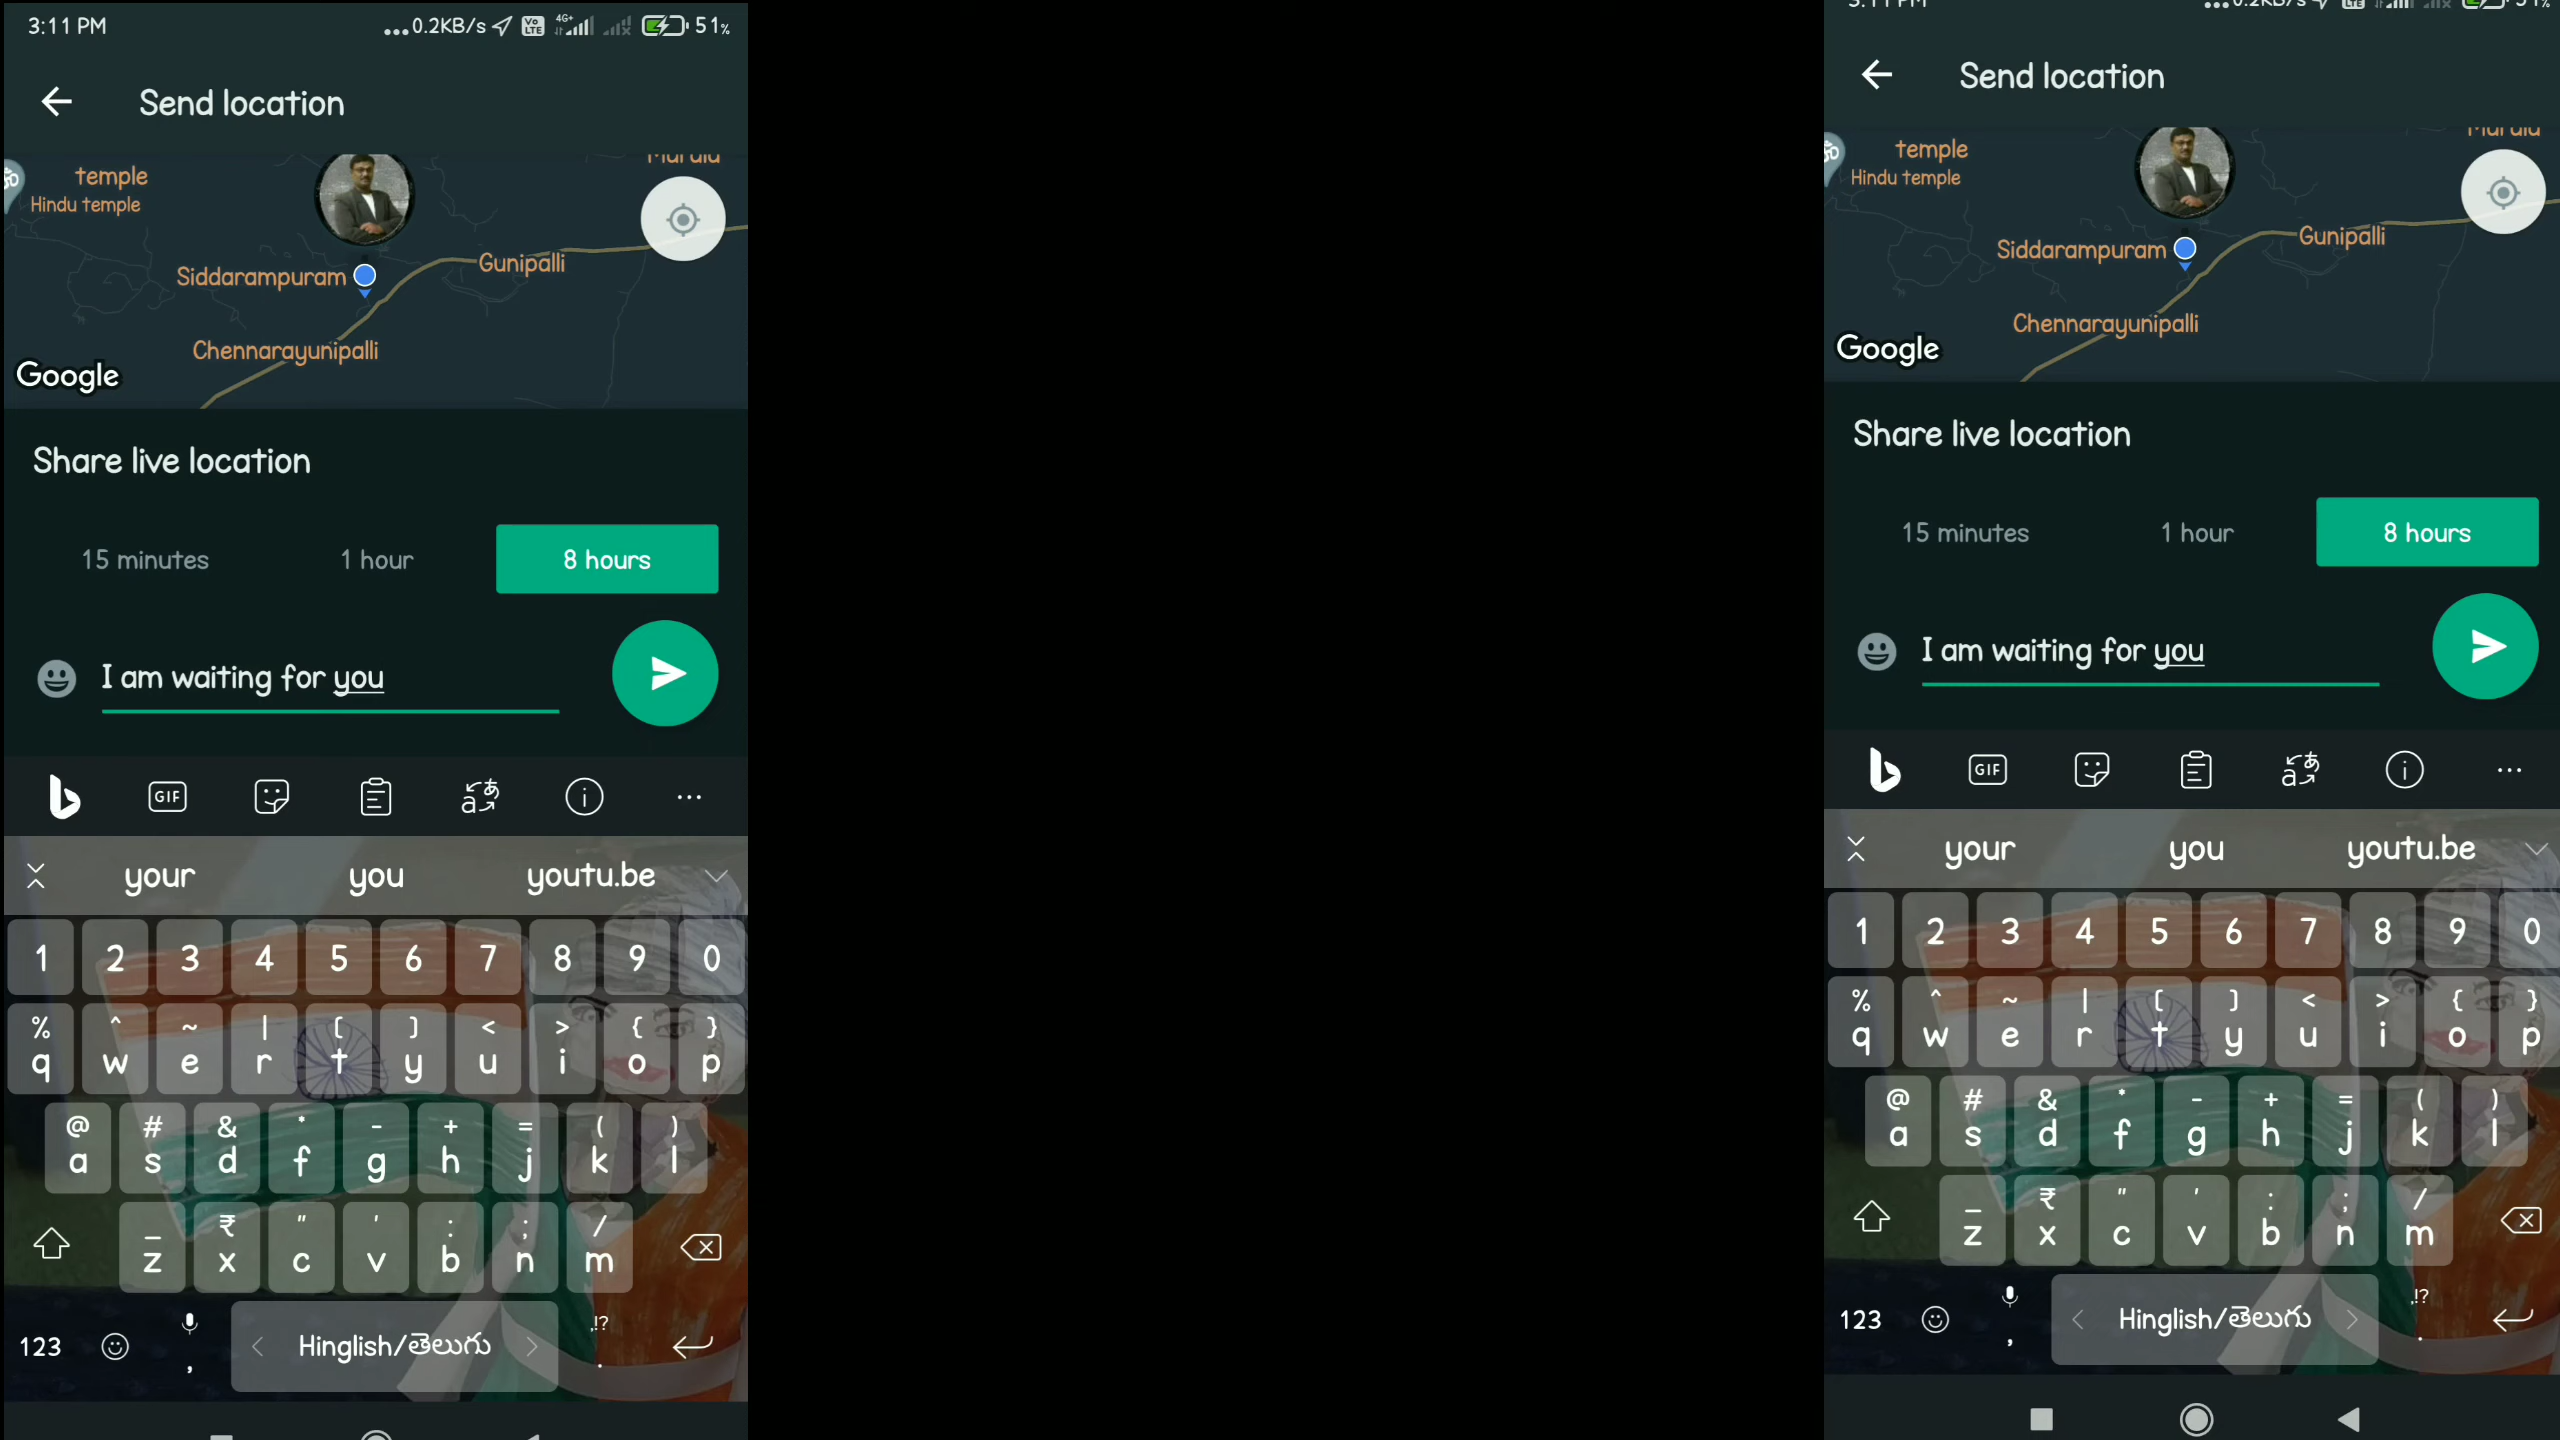 3:11 PM
...0.2KB/s Vo LTE 4G+ 51%
Send location
temple
Hindu temple
Siddarampuram
Gunipalli
Chennarayunipalli
Google
Share live location
15 minutes 1 hour 8 hours
I am waiting for you
GIF
your you youtu.be
1 2 3 4 5 6 7 8 9 0
% ^ ~ | [ ] < > { }
q w e r t y u i o p
@ # & * - + = ( )
a s d f g h j k l
_ ₹ " ' : ; /
z x c v b n m
,!?
123 , Hinglish/తెలుగు .
Send location
temple
Hindu temple
Siddarampuram
Gunipalli
Chennarayunipalli
Google
Share live location
15 minutes 1 hour 8 hours
I am waiting for you
GIF
your you youtu.be
1 2 3 4 5 6 7 8 9 0
% ^ ~ | [ ] < > { }
q w e r t y u i o p
@ # & * - + = ( )
a s d f g h j k l
_ ₹ " ' : ; /
z x c v b n m
,!?
123 , Hinglish/తెలుగు .